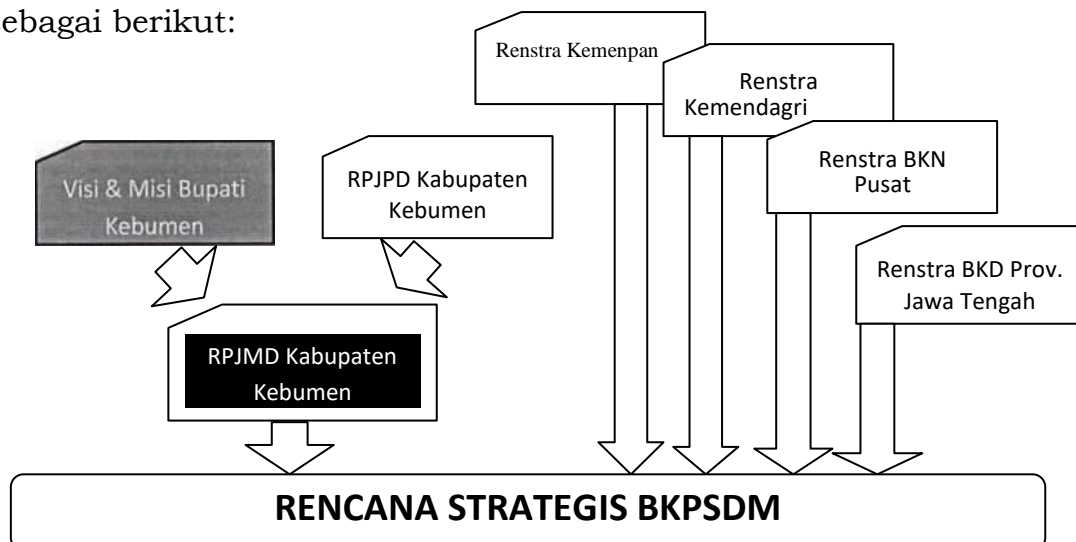 sebagai berikut:
Renstra Kemenpan
Renstra
Kemendagri
Renstra BKN
Pusat
Visi & Misi Bupati
Kebumen
RPJPD Kabupaten
Kebumen
Renstra BKD Prov.
Jawa Tengah
RPJMD Kabupaten
Kebumen
RENCANA STRATEGIS BKPSDM